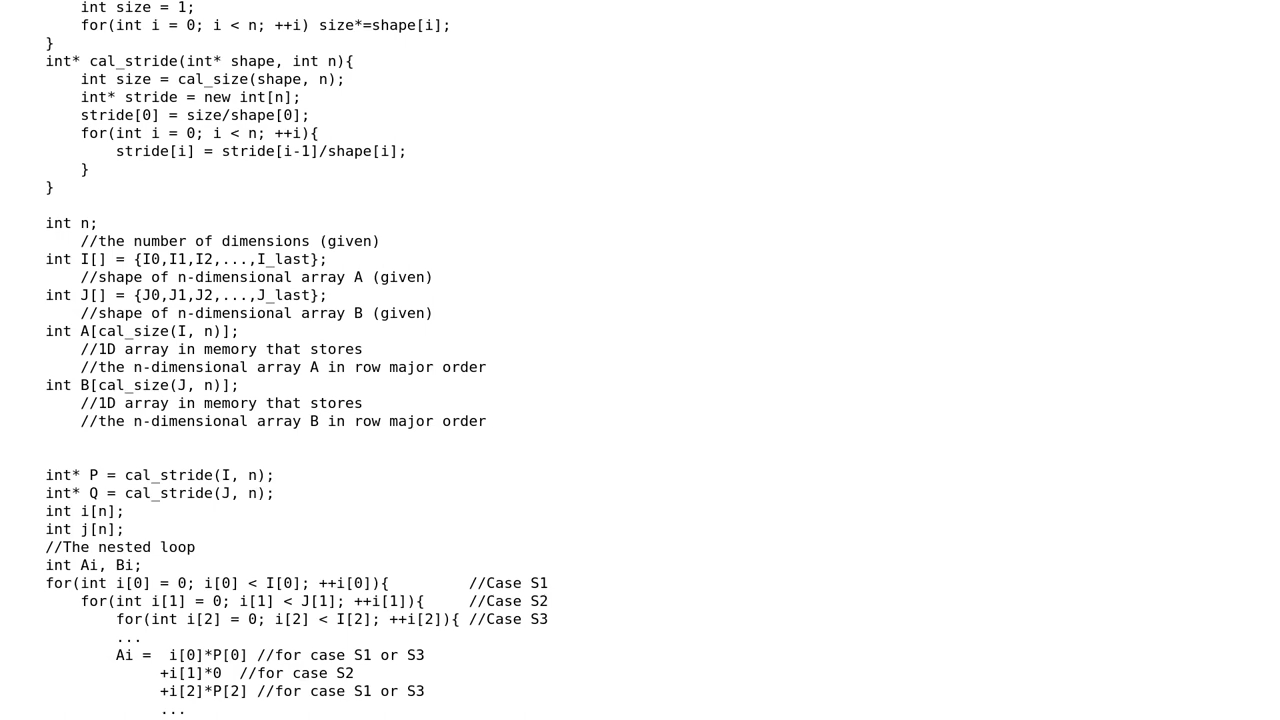 int size = 1;
    for(int i = 0; i < n; ++i) size*=shape[i];
}
int* cal_stride(int* shape, int n){
    int size = cal_size(shape, n);
    int* stride = new int[n];
    stride[0] = size/shape[0];
    for(int i = 0; i < n; ++i){
        stride[i] = stride[i-1]/shape[i];
    }
}

int n;
    //the number of dimensions (given)
int I[] = {I0,I1,I2,...,I_last};
    //shape of n-dimensional array A (given)
int J[] = {J0,J1,J2,...,J_last};
    //shape of n-dimensional array B (given)
int A[cal_size(I, n)];
    //1D array in memory that stores
    //the n-dimensional array A in row major order
int B[cal_size(J, n)];
    //1D array in memory that stores
    //the n-dimensional array B in row major order


int* P = cal_stride(I, n);
int* Q = cal_stride(J, n);
int i[n];
int j[n];
//The nested loop
int Ai, Bi;
for(int i[0] = 0; i[0] < I[0]; ++i[0]){         //Case S1
    for(int i[1] = 0; i[1] < J[1]; ++i[1]){     //Case S2
        for(int i[2] = 0; i[2] < I[2]; ++i[2]){ //Case S3
        ...
        Ai =  i[0]*P[0] //for case S1 or S3
             +i[1]*0  //for case S2
             +i[2]*P[2] //for case S1 or S3
             ...